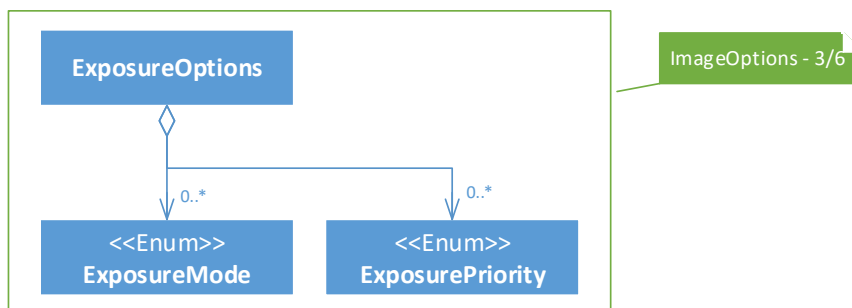 ExposureOptions
ImageOptions - 3/6
0..*
0..*
<<Enum>>
ExposureMode
<<Enum>>
ExposurePriority